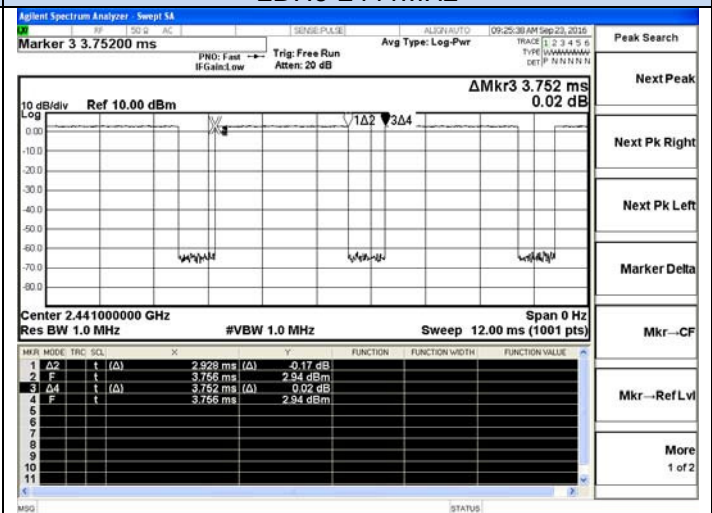 Agilent Spectrum Analyzer - Swept SA
RF 50 Ω AC SENSE:PULSE ALIGN AUTO 09:25:38 AM Sep 23, 2016
Marker 3 3.75200 ms
PNO: Fast
IFGain:Low
Trig: Free Run
Atten: 20 dB
Avg Type: Log-Pwr
TRACE 1 2 3 4 5 6
TYPE
DET P N N N N N
Peak Search
ΔMkr3 3.752 ms
0.02 dB
10 dB/div Ref 10.00 dBm
Log
1Δ2 3Δ4
0.00
-10.0
-20.0
-30.0
-40.0
-50.0
-60.0
-70.0
-80.0
Center 2.441000000 GHz Span 0 Hz
Res BW 1.0 MHz #VBW 1.0 MHz Sweep 12.00 ms (1001 pts)
MKR MODE TRC SCL X Y FUNCTION FUNCTION WIDTH FUNCTION VALUE
1 Δ2 t (Δ) 2.928 ms (Δ) -0.17 dB
2 F t 3.756 ms 2.94 dBm
3 Δ4 t (Δ) 3.752 ms (Δ) 0.02 dB
4 F t 3.756 ms 2.94 dBm
5
6
7
8
9
10
11
MSG STATUS
Next Peak
Next Pk Right
Next Pk Left
Marker Delta
Mkr→CF
Mkr→Ref Lvl
More
1 of 2